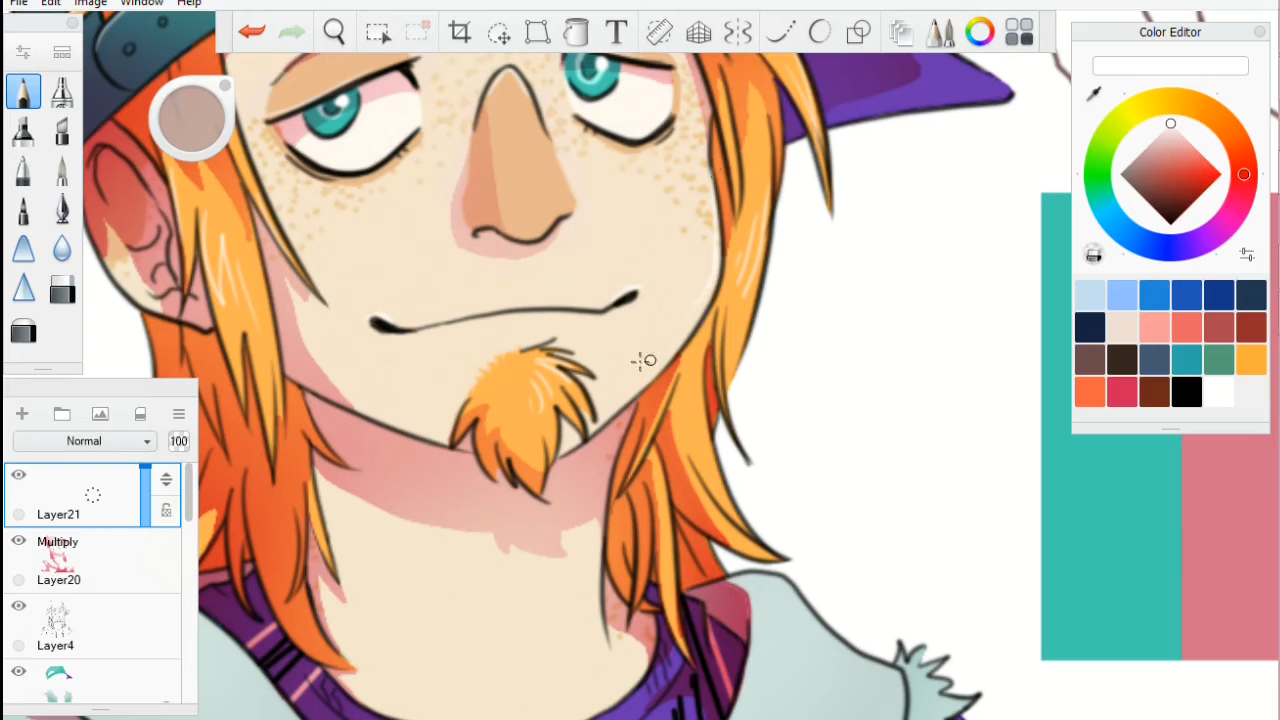 File Edit Image Window Help
Color Editor
T
Normal
100
Layer21
Multiply
Layer20
Layer4